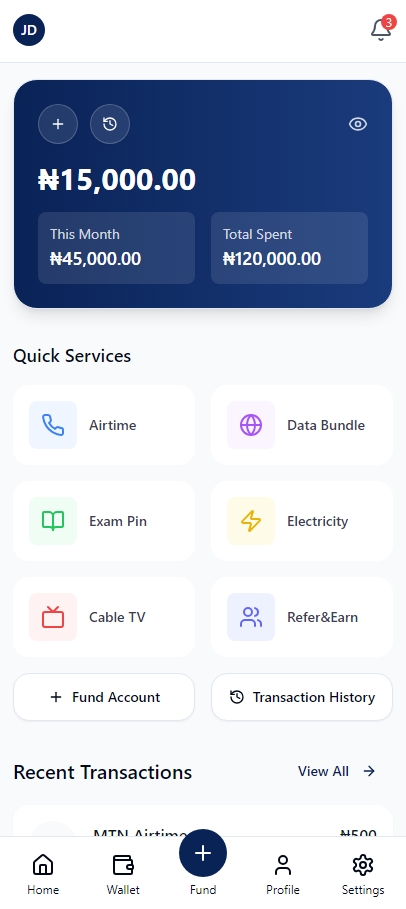 JD
3
₦15,000.00
This Month
₦45,000.00
Total Spent
₦120,000.00
Quick Services
Airtime
Data Bundle
Exam Pin
Electricity
Cable TV
Refer&Earn
Fund Account
Transaction History
Recent Transactions
View All
MTN Airtime
₦500
Home
Wallet
Fund
Profile
Settings